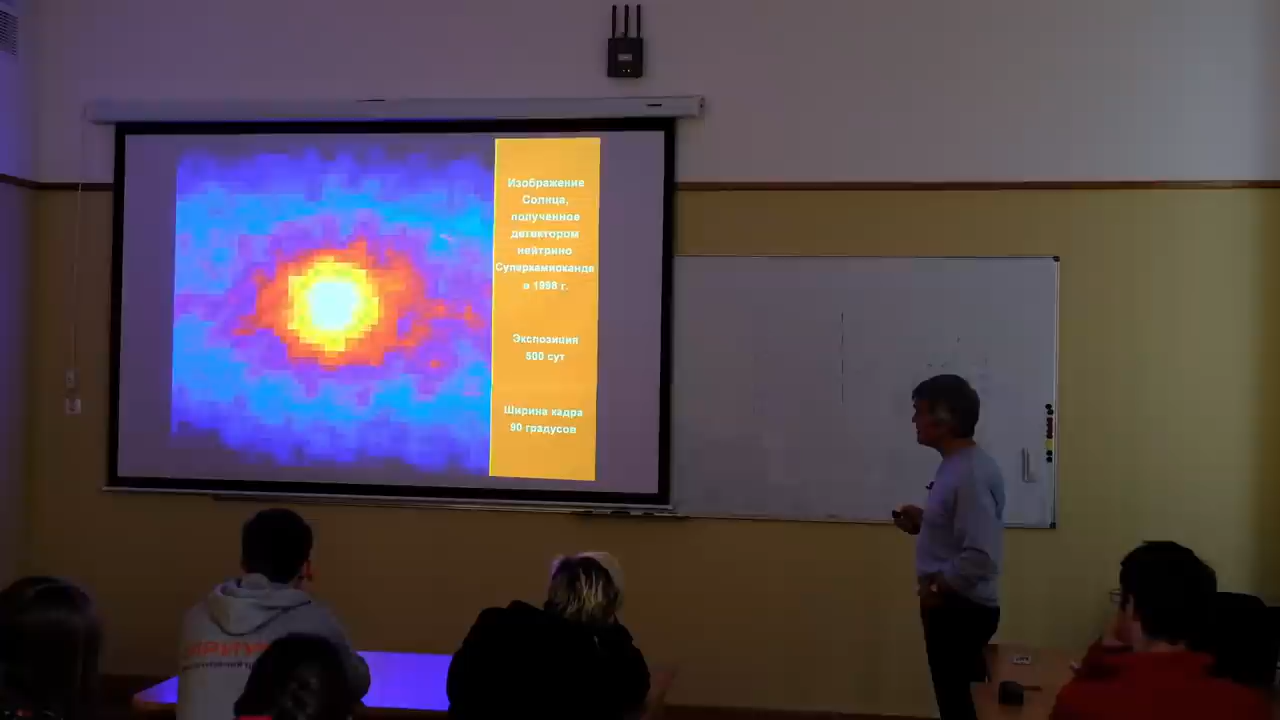 Изображение
Солнца,
полученное
детектором
нейтрино
Суперкамиоканде
в 1998 г.
Экспозиция
500 сут
Ширина кадра
90 градусов